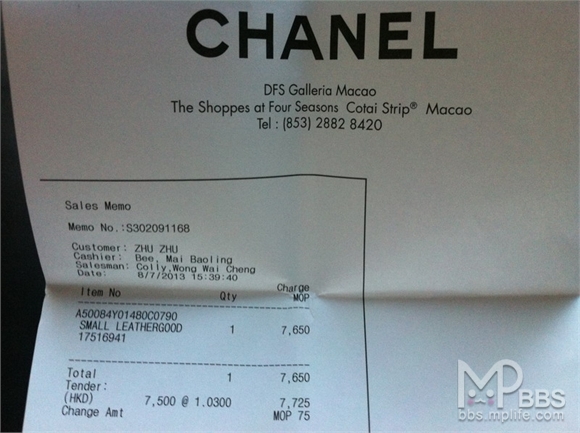 CHANEL
DFS Galleria Macao
The Shoppes at Four Seasons Cotai Strip® Macao
Tel : (853) 2882 8420
Sales Memo
Memo No.:S302091168
Customer: ZHU ZHU
Cashier: Bee, Mai Baoling
Salesman: Colly,Wong Wai Cheng
Date: 8/7/2013 15:39:40
Item No Qty Charge
MOP
A50084Y01480C0790
SMALL LEATHERGOOD 1 7,650
17516941
Total 1 7,650
Tender:
(HKD) 7,500 @ 1.0300 7,725
Change Amt MOP 75
MPBBS
bbs.mplife.com